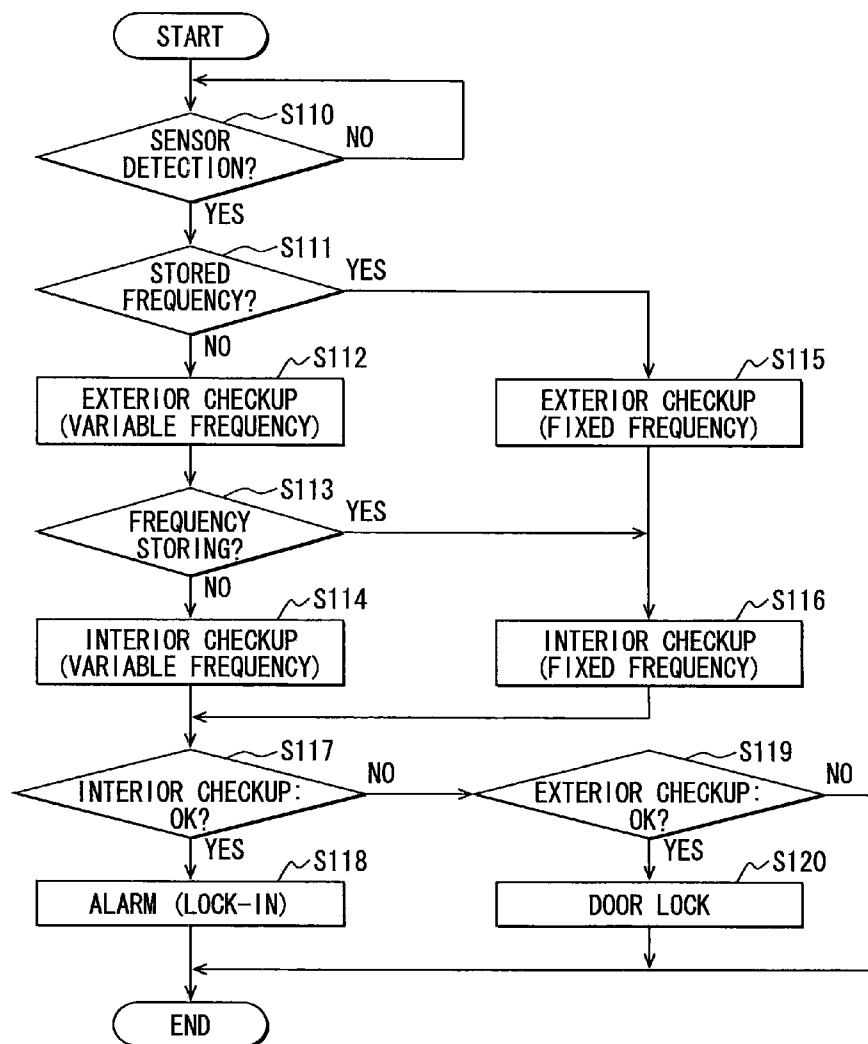 START
S110
SENSOR
DETECTION?
NO
YES
S111
STORED
FREQUENCY?
YES
NO
S112
EXTERIOR CHECKUP
(VARIABLE FREQUENCY)
S115
EXTERIOR CHECKUP
(FIXED FREQUENCY)
S113
FREQUENCY
STORING?
YES
NO
S114
INTERIOR CHECKUP
(VARIABLE FREQUENCY)
S116
INTERIOR CHECKUP
(FIXED FREQUENCY)
S117
INTERIOR CHECKUP:
OK?
NO
YES
S119
EXTERIOR CHECKUP:
OK?
NO
YES
S118
ALARM (LOCK-IN)
S120
DOOR LOCK
END